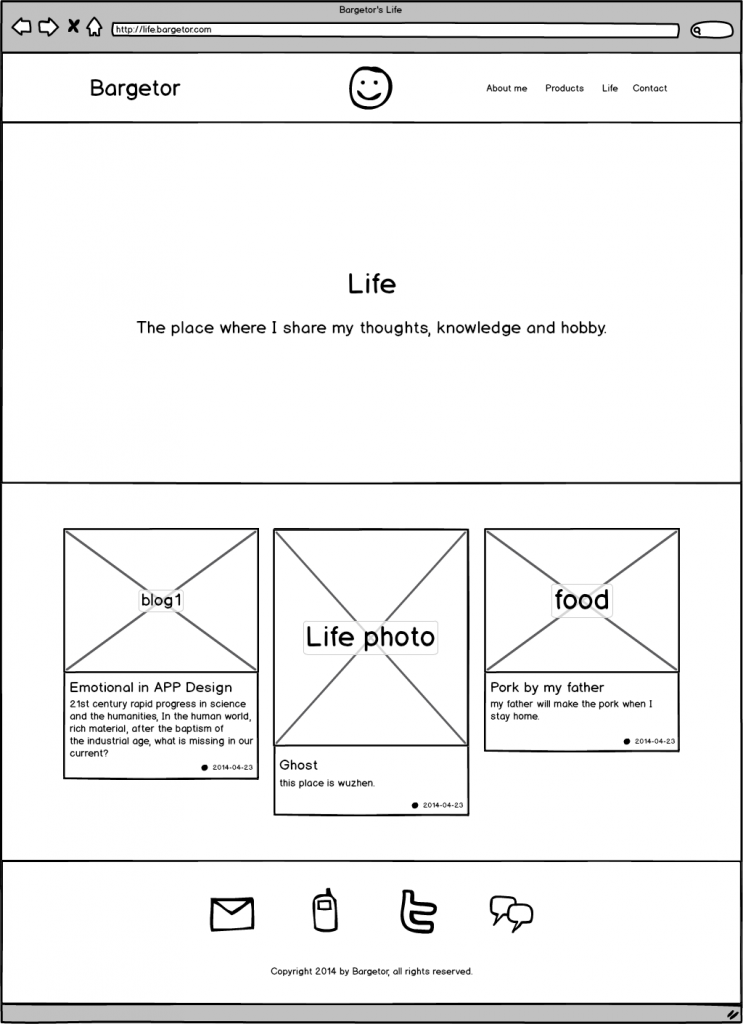 Bargetor's Life
http://life.bargetor.com
Bargetor
About me Products Life Contact
Life
The place where I share my thoughts, knowledge and hobby.
blog1
Emotional in APP Design
21st century rapid progress in science
and the humanities, In the human world,
rich material, after the baptism of
the industrial age, what is missing in our
current?
2014-04-23
Life photo
Ghost
this place is wuzhen.
2014-04-23
food
Pork by my father
my father will make the pork when I
stay home.
2014-04-23
Copyright 2014 by Bargetor, all rights reserved.